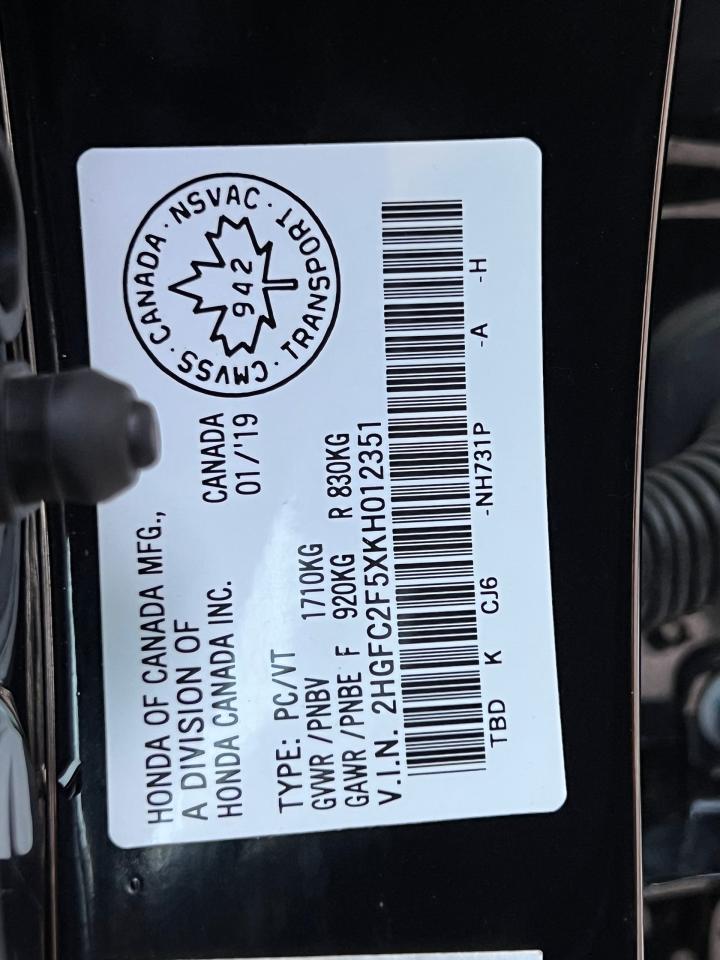 HONDA OF CANADA MFG.,
A DIVISION OF
HONDA CANADA INC.
CANADA
01/'19
CMVSS · CANADA · NSVAC · TRANSPORT ·
942
TYPE: PC/VT
GVWR /PNBV 1710KG
GAWR /PNBE F 920KG R 830KG
V.I.N. 2HGFC2F5XKH012351
TBD K CJ6 -NH731P -A -H